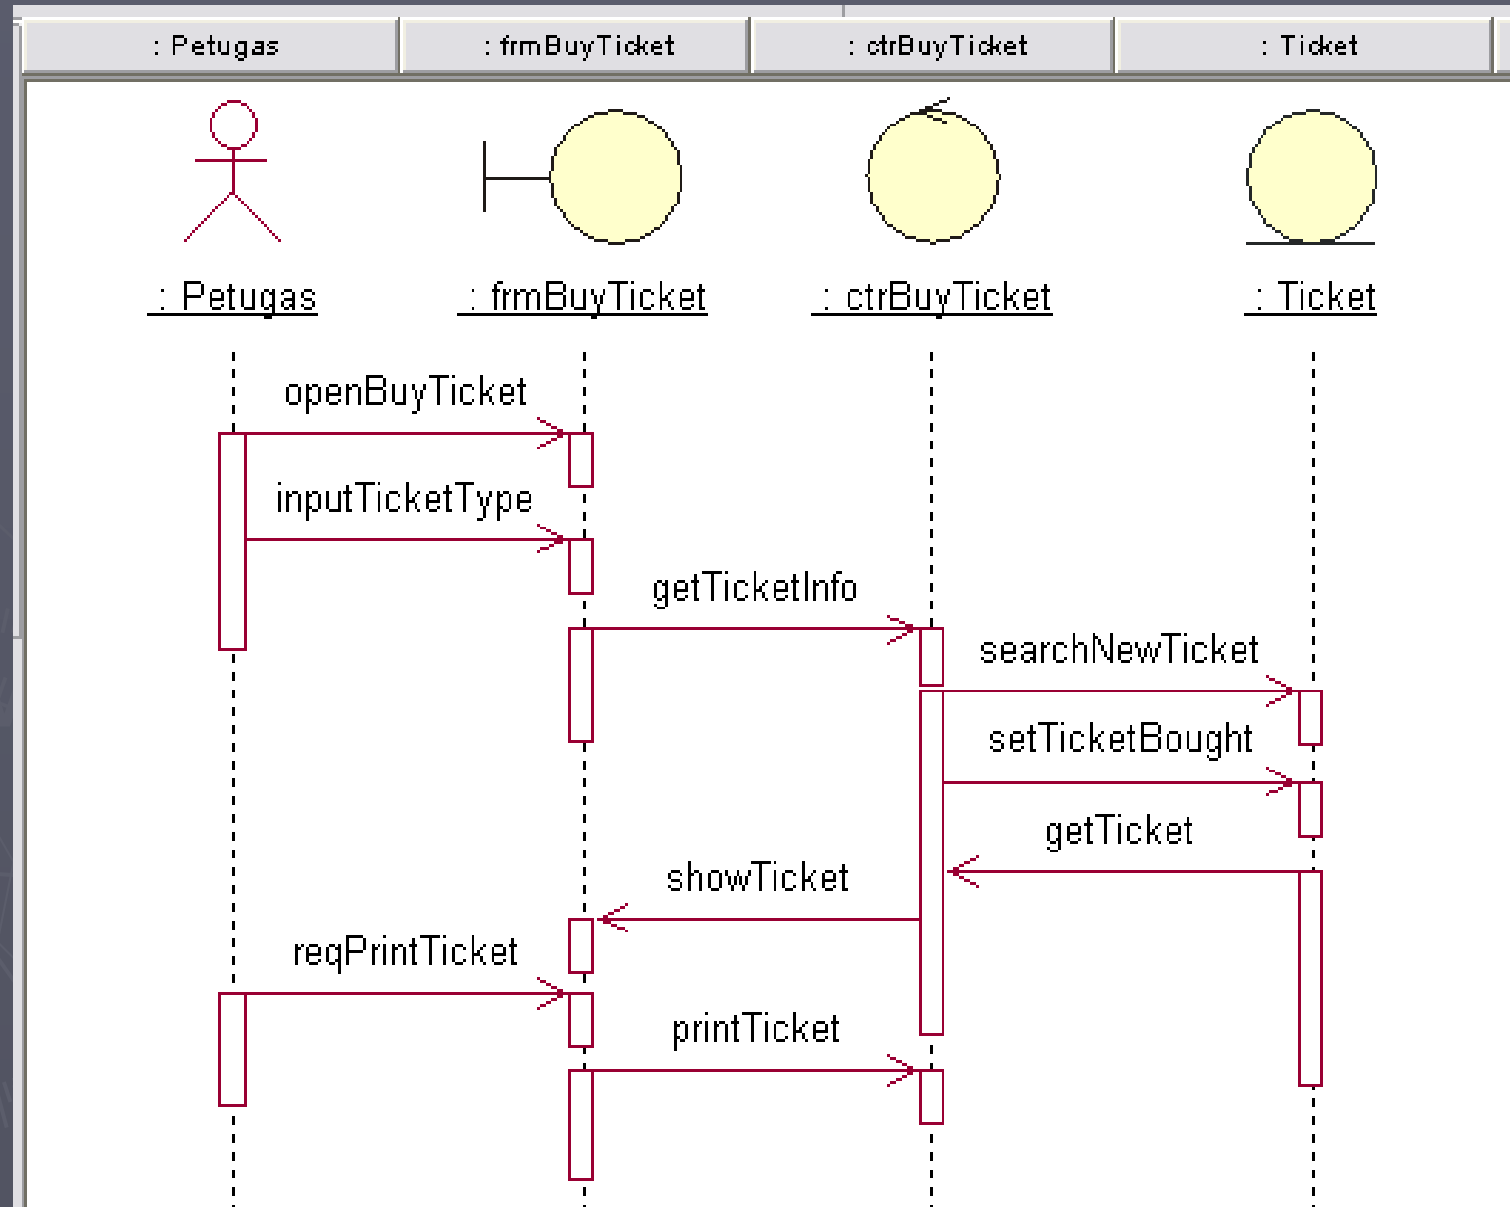 : Petugas
: frmBuyTicket
: ctrBuyTicket
: Ticket
: Petugas
: frmBuyTicket
: ctrBuyTicket
: Ticket
openBuyTicket
inputTicketType
getTicketInfo
searchNewTicket
setTicketBought
getTicket
showTicket
reqPrintTicket
printTicket